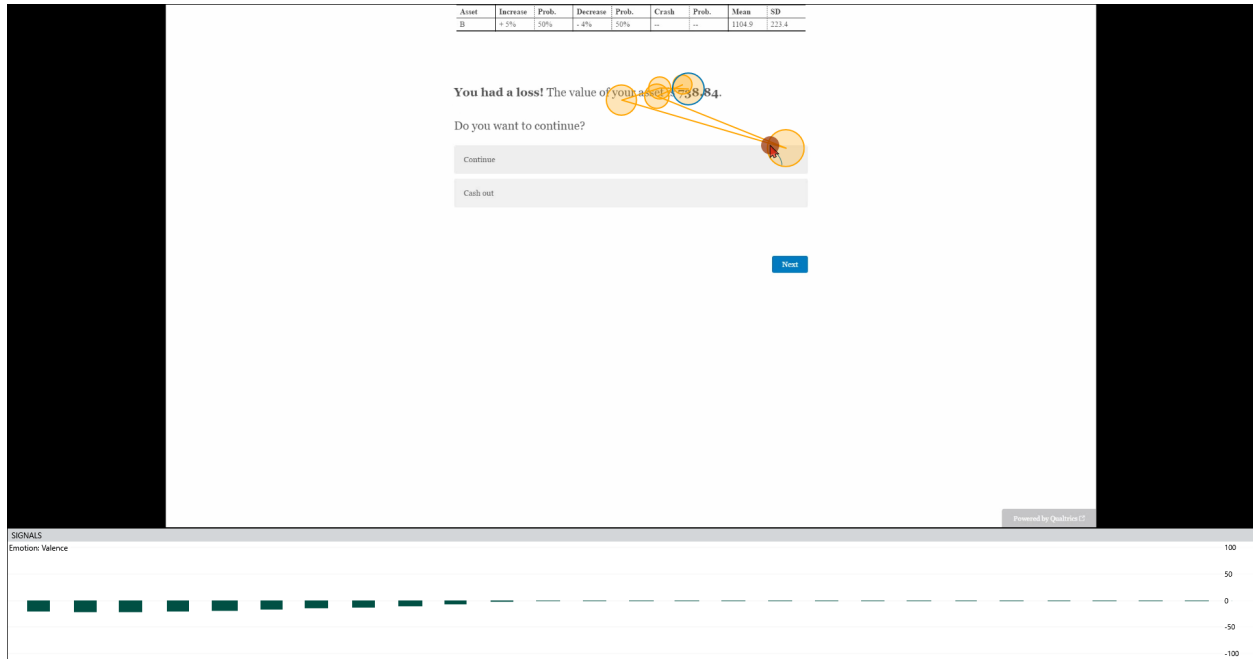 Asset Increase Prob. Decrease Prob. Crash Prob. Mean SD
B + 5% 50% - 4% 50% -- -- 1104.9 223.4
You had a loss! The value of your asset is 738.84.
Do you want to continue?
Continue
Cash out
Next
Powered by Qualtrics
SIGNALS
Emotion: Valence
100
50
0
-50
-100